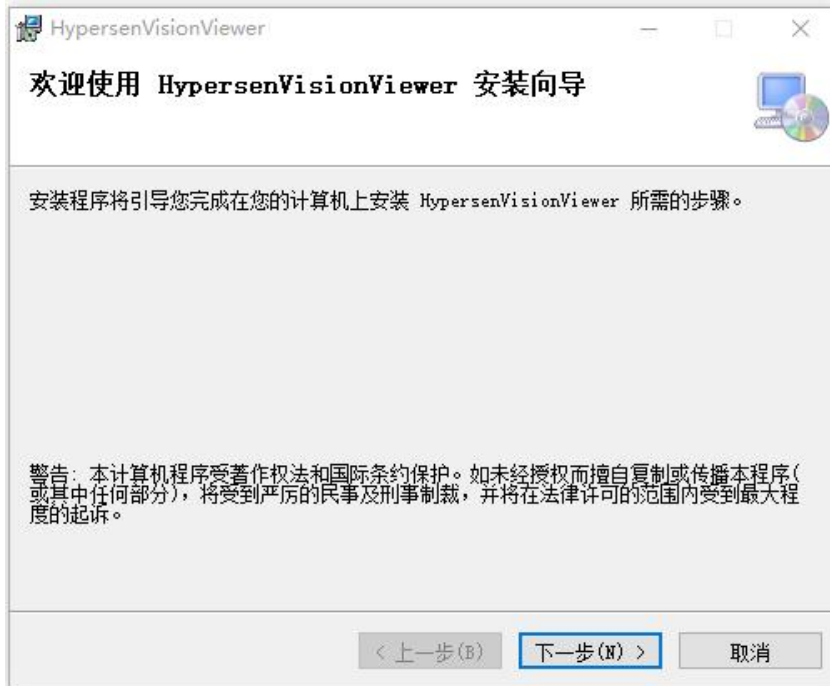 HypersenVisionViewer
欢迎使用 HypersenVisionViewer 安装向导
安装程序将引导您完成在您的计算机上安装 HypersenVisionViewer 所需的步骤。
警告: 本计算机程序受著作权法和国际条约保护。如未经授权而擅自复制或传播本程序(
或其中任何部分)，将受到严厉的民事及刑事制裁，并将在法律许可的范围内受到最大程
度的起诉。
< 上一步(B) 下一步(N) > 取消